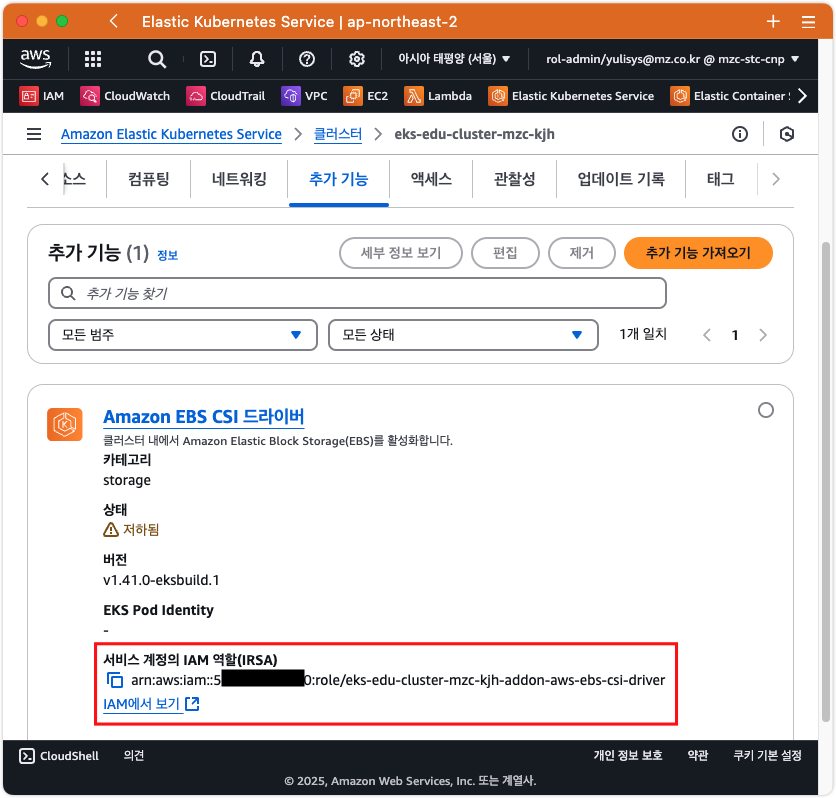 Elastic Kubernetes Service | ap-northeast-2
aws
아시아 태평양 (서울)
rol-admin/yulisys@mz.co.kr @ mzc-stc-cnp
IAM
CloudWatch
CloudTrail
VPC
EC2
Lambda
Elastic Kubernetes Service
Elastic Container
Amazon Elastic Kubernetes Service
클러스터
eks-edu-cluster-mzc-kjh
소스
컴퓨팅
네트워킹
추가 기능
액세스
관찰성
업데이트 기록
태그
추가 기능 (1) 정보
세부 정보 보기
편집
제거
추가 기능 가져오기
추가 기능 찾기
모든 범주
모든 상태
1개 일치
1
Amazon EBS CSI 드라이버
클러스터 내에서 Amazon Elastic Block Storage(EBS)를 활성화합니다.
카테고리
storage
상태
저하됨
버전
v1.41.0-eksbuild.1
EKS Pod Identity
-
서비스 계정의 IAM 역할(IRSA)
arn:aws:iam::5 0:role/eks-edu-cluster-mzc-kjh-addon-aws-ebs-csi-driver
IAM에서 보기
CloudShell
의견
개인 정보 보호
약관
쿠키 기본 설정
© 2025, Amazon Web Services, Inc. 또는 계열사.